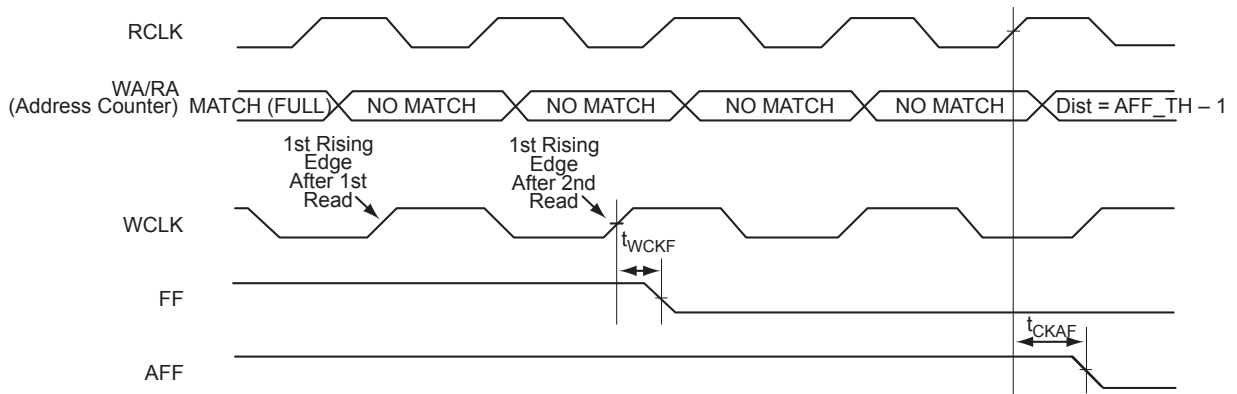 RCLK
WA/RA
(Address Counter) MATCH (FULL) NO MATCH NO MATCH NO MATCH NO MATCH Dist = AFF_TH – 1
1st Rising
Edge
After 1st
Read
1st Rising
Edge
After 2nd
Read
WCLK
tWCKF
FF
tCKAF
AFF